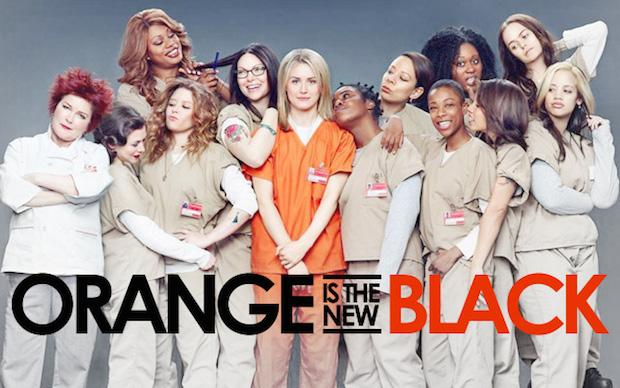 ORANGE IS THE NEW BLACK